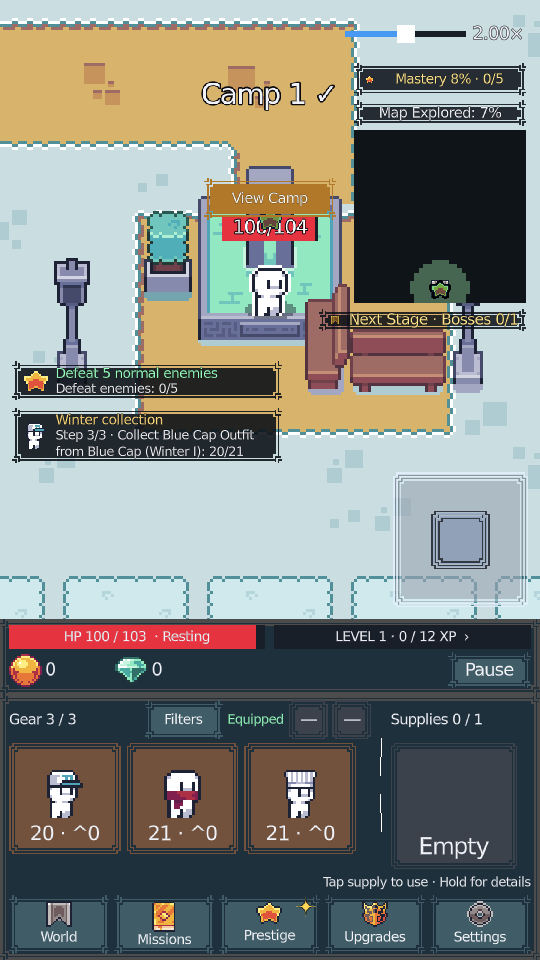 2.00×
Mastery 8% · 0/5
Camp 1 ✓
Map Explored: 7%
View Camp
100/104
Next Stage · Bosses 0/1
Defeat 5 normal enemies
Defeat enemies: 0/5
Winter collection
Step 3/3 · Collect Blue Cap Outfit
from Blue Cap (Winter I): 20/21
HP 100 / 103 · Resting
LEVEL 1 · 0 / 12 XP ›
0
0
Pause
Gear 3 / 3
Filters
Equipped
—
—
Supplies 0 / 1
20 · ^0
21 · ^0
21 · ^0
Empty
Tap supply to use · Hold for details
World
Missions
Prestige
Upgrades
Settings